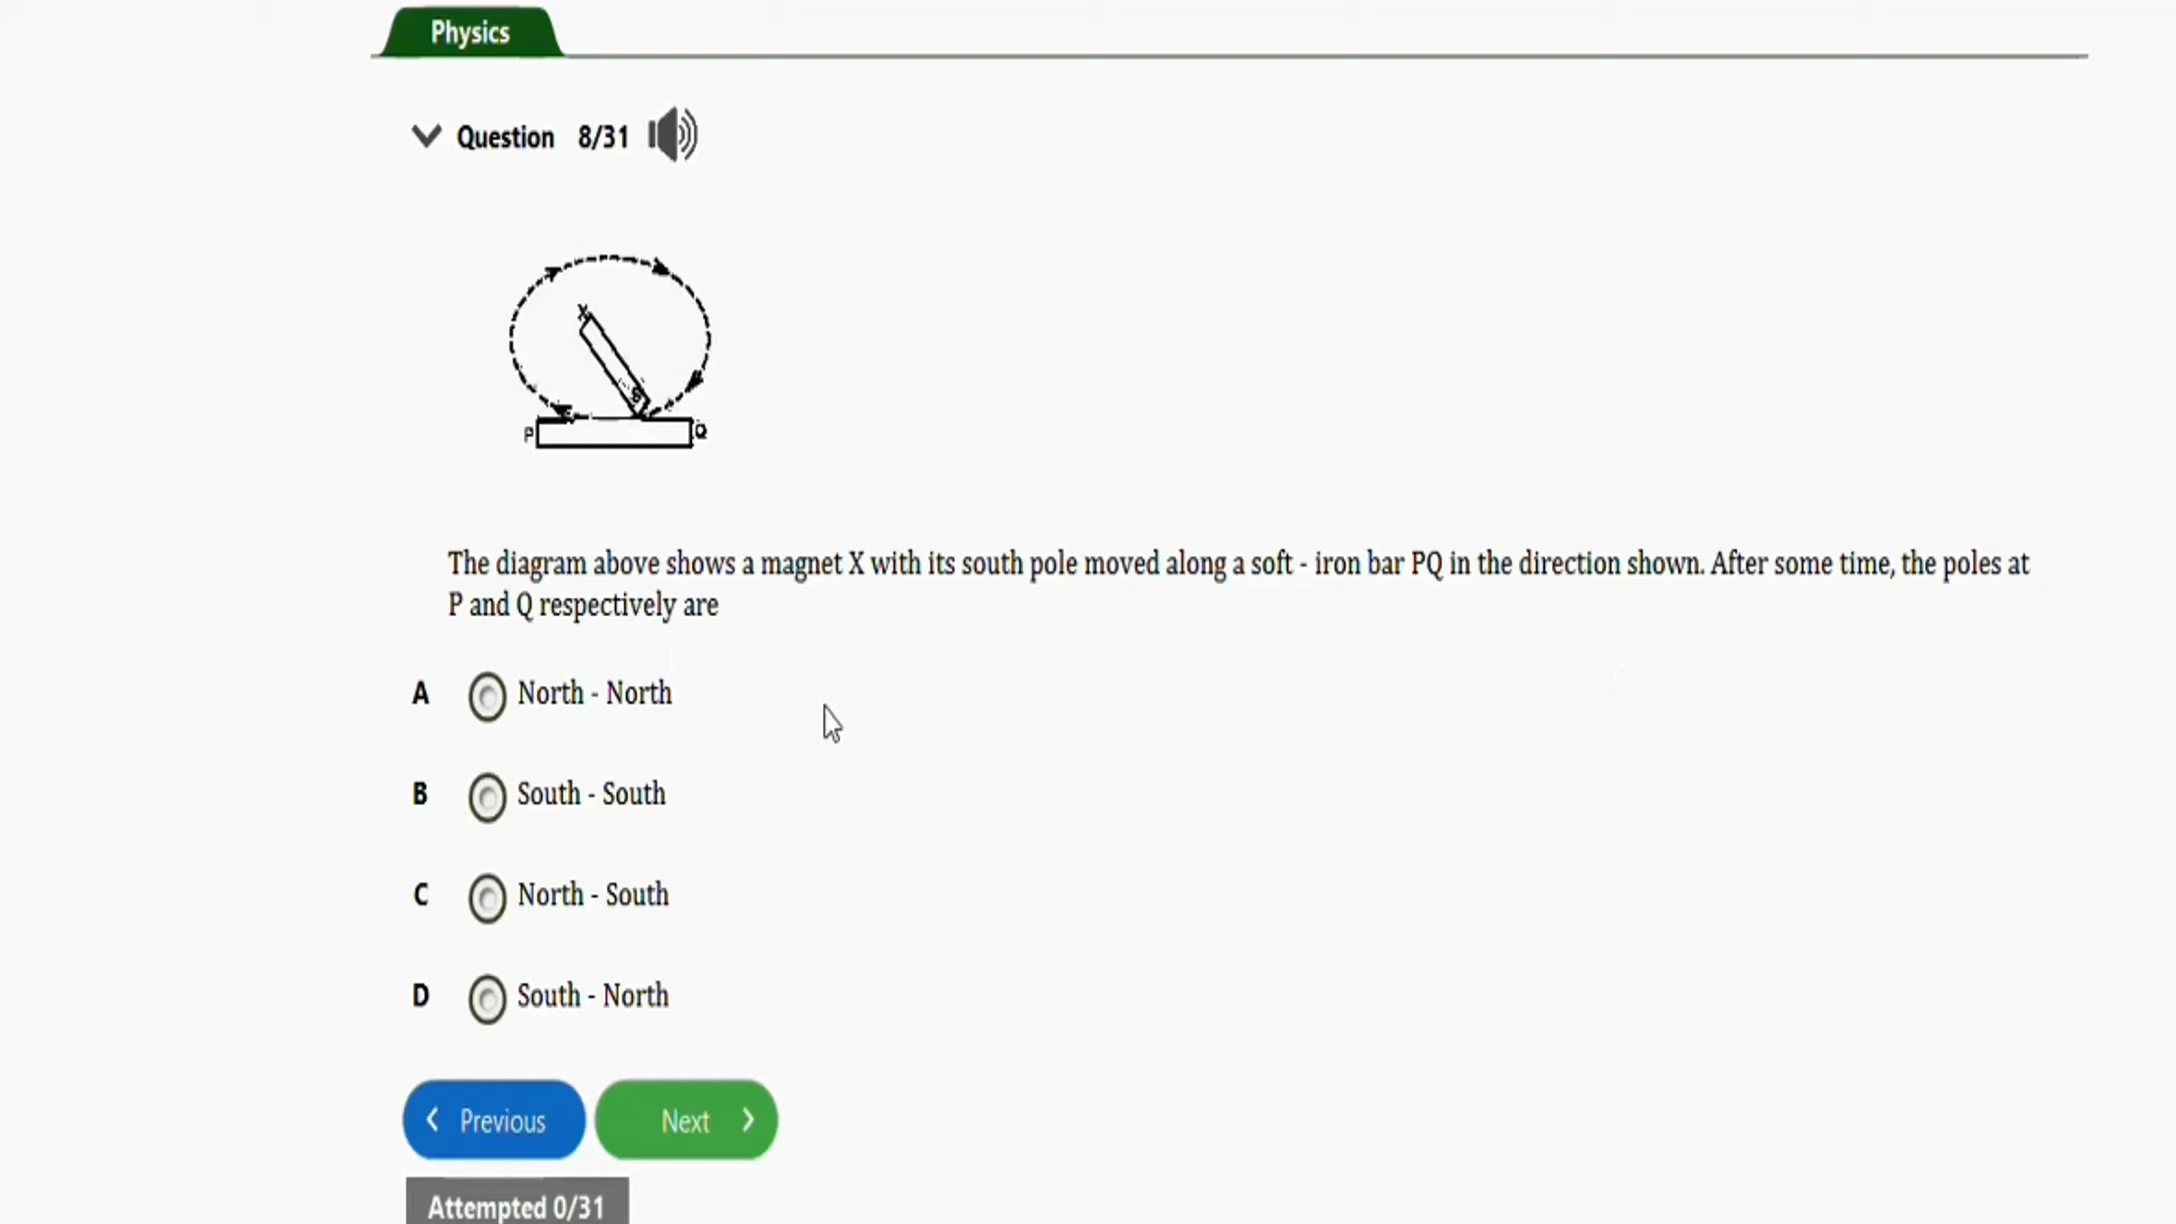 Physics
Question 8/31
X
S
P
Q
The diagram above shows a magnet X with its south pole moved along a soft - iron bar PQ in the direction shown. After some time, the poles at
P and Q respectively are
A North - North
B South - South
C North - South
D South - North
Previous Next
Attempted 0/31